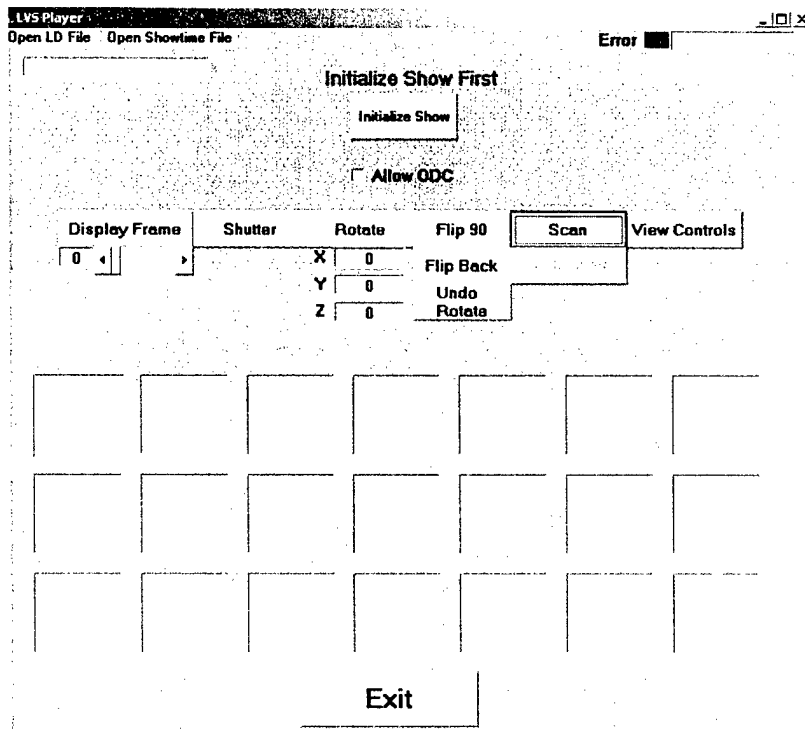 LVS Player
Open LD File Open Showtime File
Error
Initialize Show First
Initialize Show
Allow ODC
Display Frame Shutter Rotate Flip 90 Scan View Controls
0 X 0 Flip Back
Y 0 Undo
Z 0 Rotate
Exit